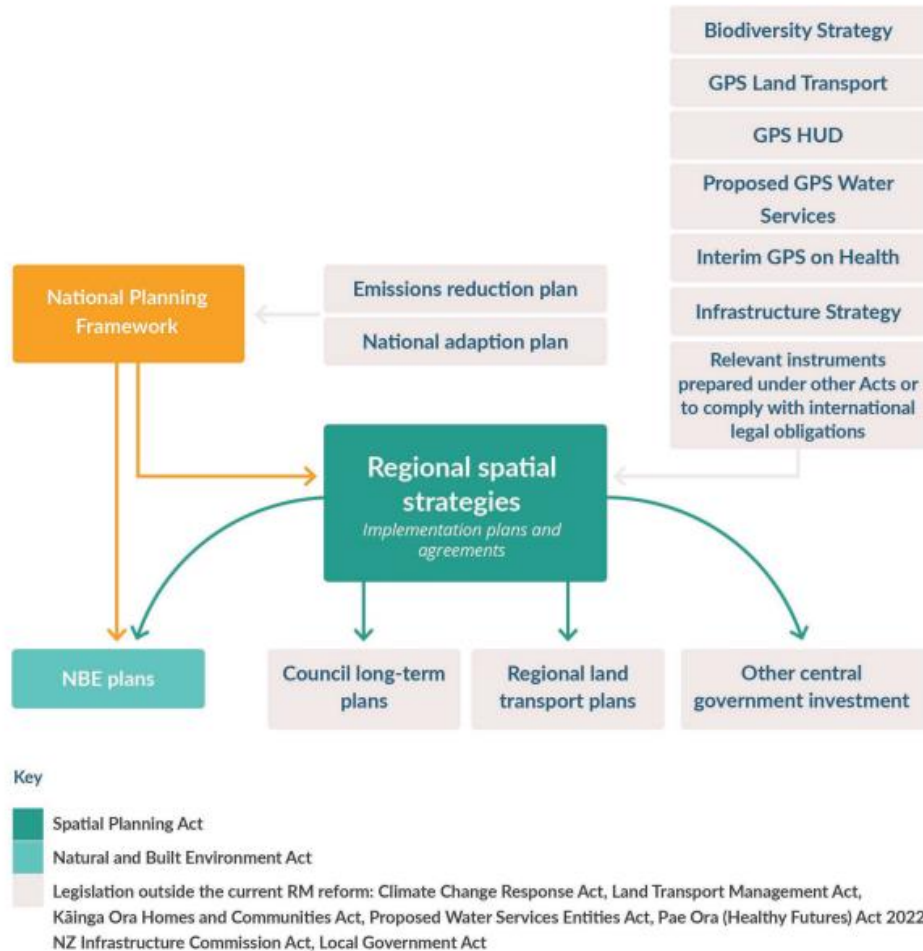 Biodiversity Strategy
GPS Land Transport
GPS HUD
Proposed GPS Water
Services
Interim GPS on Health
Infrastructure Strategy
Relevant instruments
prepared under other Acts or
to comply with international
legal obligations
National Planning
Framework
Emissions reduction plan
National adaption plan
Regional spatial
strategies
Implementation plans and
agreements
NBE plans
Council long-term
plans
Regional land
transport plans
Other central
government investment
Key
Spatial Planning Act
Natural and Built Environment Act
Legislation outside the current RM reform: Climate Change Response Act, Land Transport Management Act,
Kāinga Ora Homes and Communities Act, Proposed Water Services Entities Act, Pae Ora (Healthy Futures) Act 2022
NZ Infrastructure Commission Act, Local Government Act